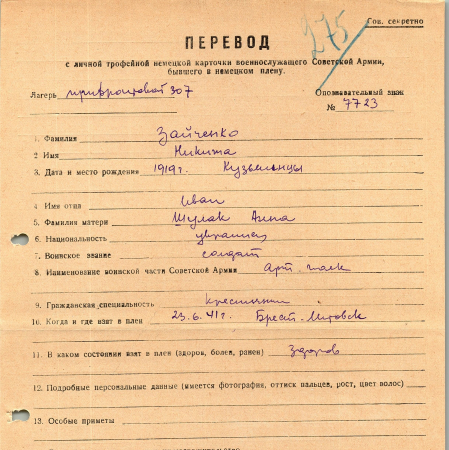 275
Сов. секретно
ПЕРЕВОД
с личной трофейной немецкой карточки военнослужащего Советской Армии,
бывшего в немецком плену.
Лагерь прифронтовой 307
Опознавательный знак
№ 7723
1. Фамилия Зайченко
2 Имя Никита
3. Дата и место рождения 1919г. Кузьминцы
4. Имя отца Иван
5. Фамилия матери Шулак Анна
6. Национальность украинец
7. Воинское звание солдат
8. Наименование воинской части Советской Армии Арт. полк
9. Гражданская специальность крестьянин
10. Когда и где взят в плен 23.6.41г. Брест-Литовск
11. В каком состоянии взят в плен (здоров, болен, ранен) здоров
12. Подробные персональные данные (имеется фотография, оттиск пальцев, рост, цвет волос)
13. Особые приметы